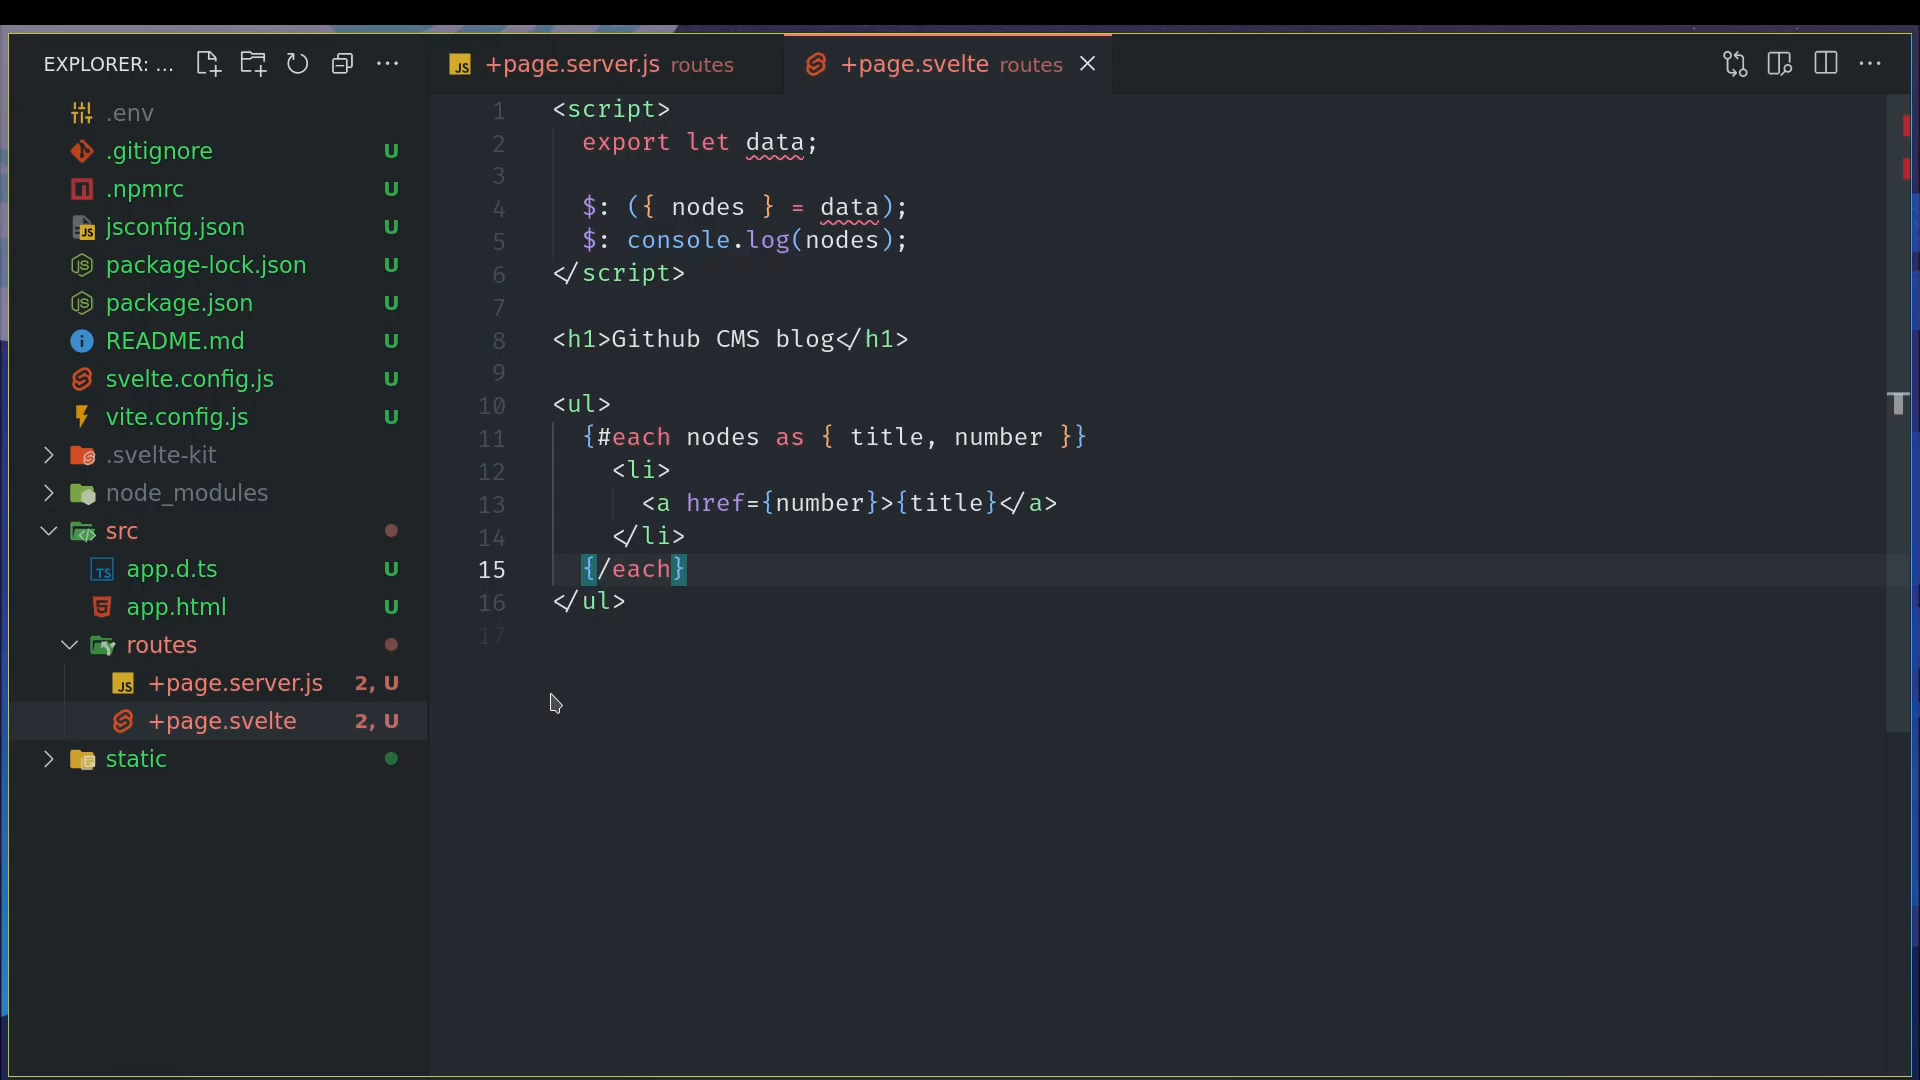 EXPLORER: ...
.env
.gitignore U
.npmrc U
jsconfig.json U
package-lock.json U
package.json U
README.md U
svelte.config.js U
vite.config.js U
.svelte-kit
node_modules
src
app.d.ts U
app.html U
routes
+page.server.js 2, U
+page.svelte 2, U
static
+page.server.js routes
+page.svelte routes
1 <script>
2 export let data;
3
4 $: ({ nodes } = data);
5 $: console.log(nodes);
6 </script>
7
8 <h1>Github CMS blog</h1>
9
10 <ul>
11 {#each nodes as { title, number }}
12 <li>
13 <a href={number}>{title}</a>
14 </li>
15 {/each}
16 </ul>
17